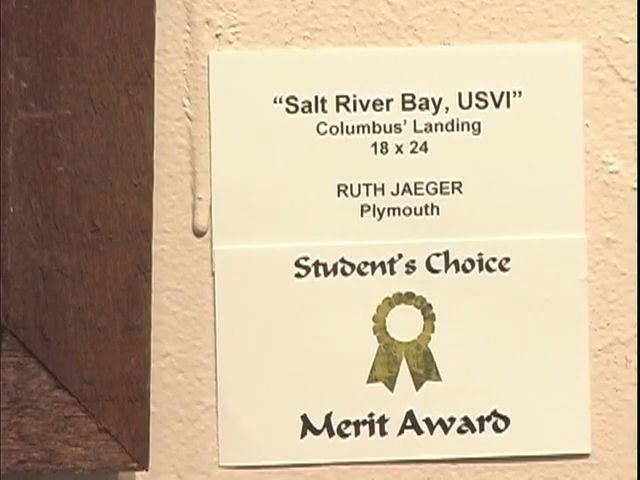 “Salt River Bay, USVI”
Columbus’ Landing
18 x 24
RUTH JAEGER
Plymouth
Student’s Choice
Merit Award